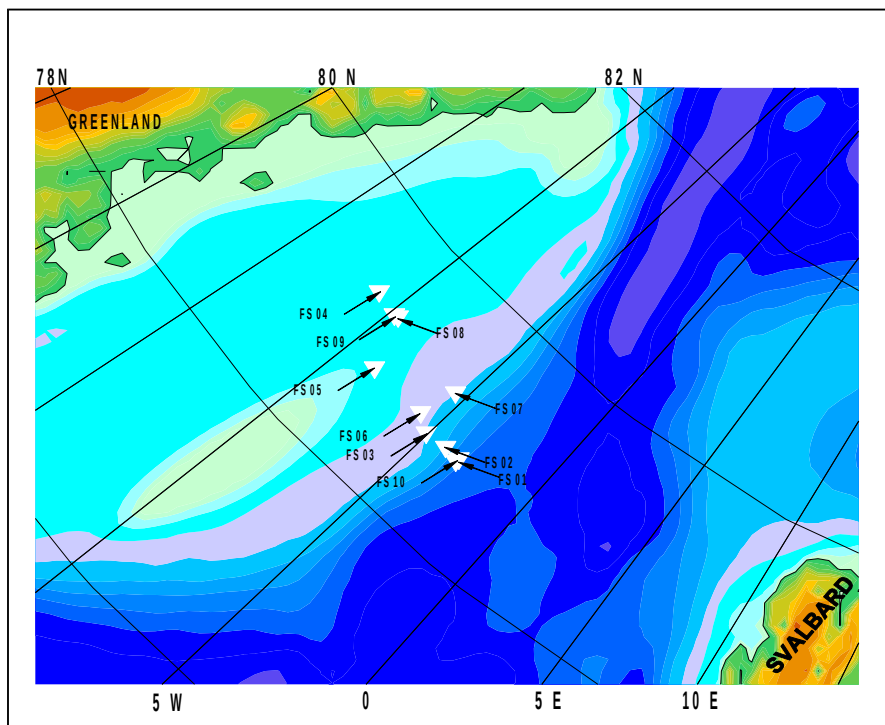 78N
80 N
82 N
GREENLAND
FS 04
FS 09
FS 08
FS 05
FS 07
FS 06
FS 03
FS 02
FS 10
FS 01
SVALBARD
5 W
0
5 E
10 E